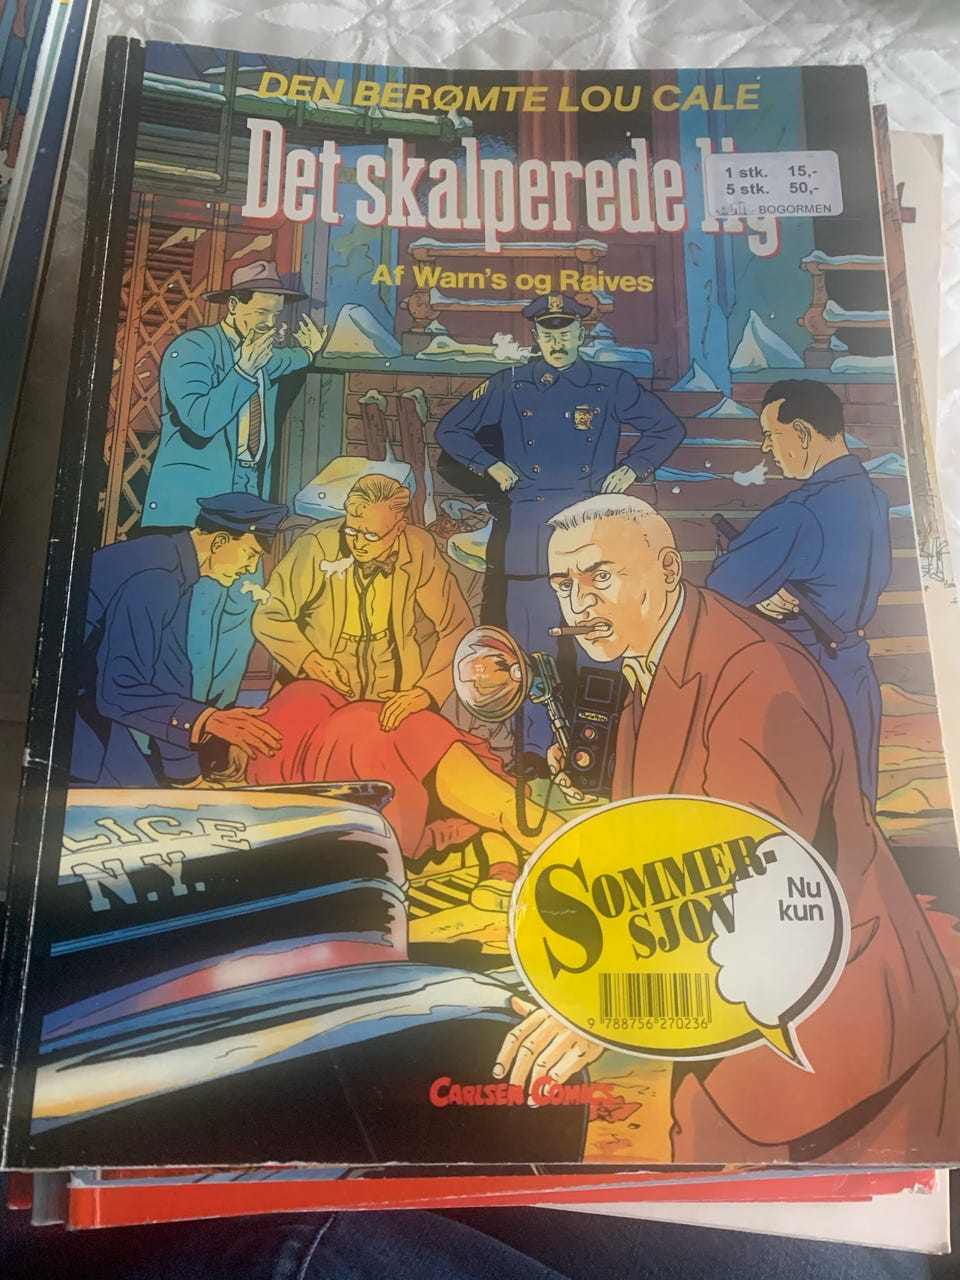 DEN BERØMTE LOU CALE
Det skalperede lig
1 stk. 15,-
5 stk. 50,-
BOGORMEN
Af Warn's og Raives
LICE
N.Y.
SOMMER-
SJOV
Nu
kun
9 788756 270236
CARLSEN COMICS